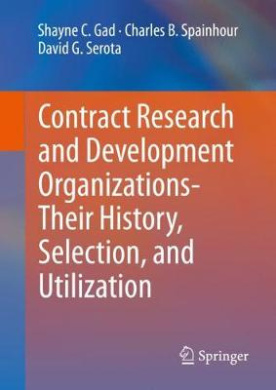 Shayne C. Gad · Charles B. Spainhour
David G. Serota
Contract Research
and Development
Organizations-
Their History,
Selection, and
Utilization
Springer